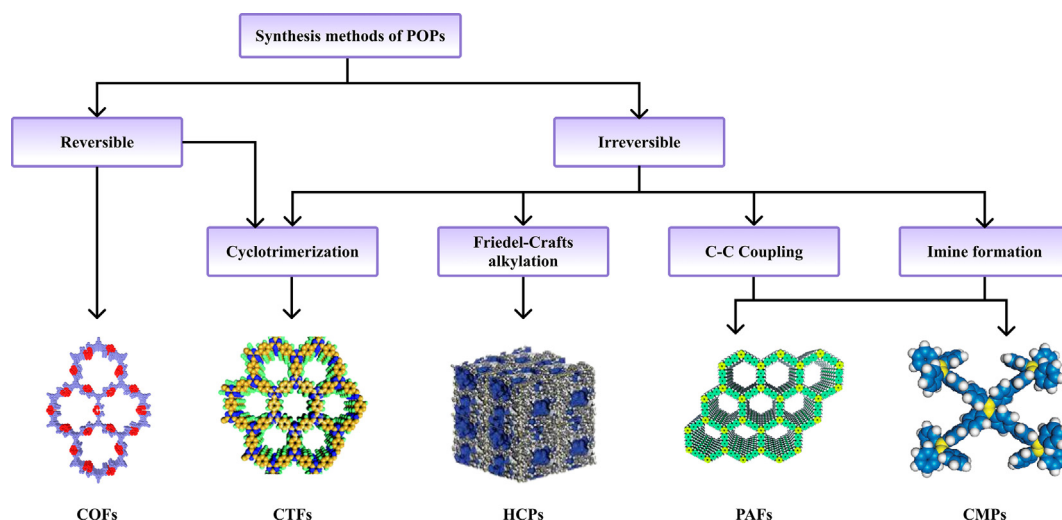 Synthesis methods of POPs
Reversible
Irreversible
Cyclotrimerization
Friedel-Crafts
alkylation
C-C Coupling
Imine formation
COFs
CTFs
HCPs
PAFs
CMPs